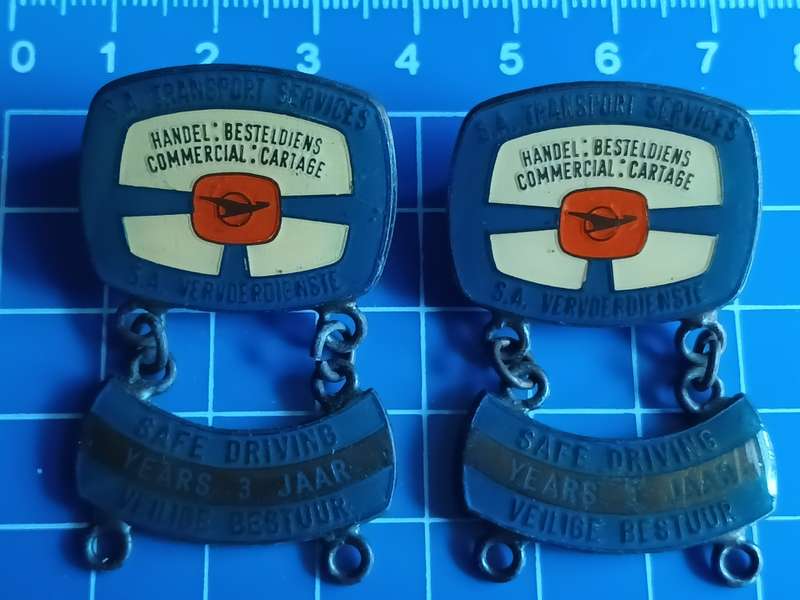 0 1 2 3 4 5 6 7 8
S.A. TRANSPORT SERVICES
HANDEL: BESTELDIENS
COMMERCIAL: CARTAGE
S.A. VERVOERDIENSTE
SAFE DRIVING
YEARS 3 JAAR
VEILIGE BESTUUR
S.A. TRANSPORT SERVICES
HANDEL: BESTELDIENS
COMMERCIAL: CARTAGE
S.A. VERVOERDIENSTE
SAFE DRIVING
YEARS JAAR
VEILIGE BESTUUR